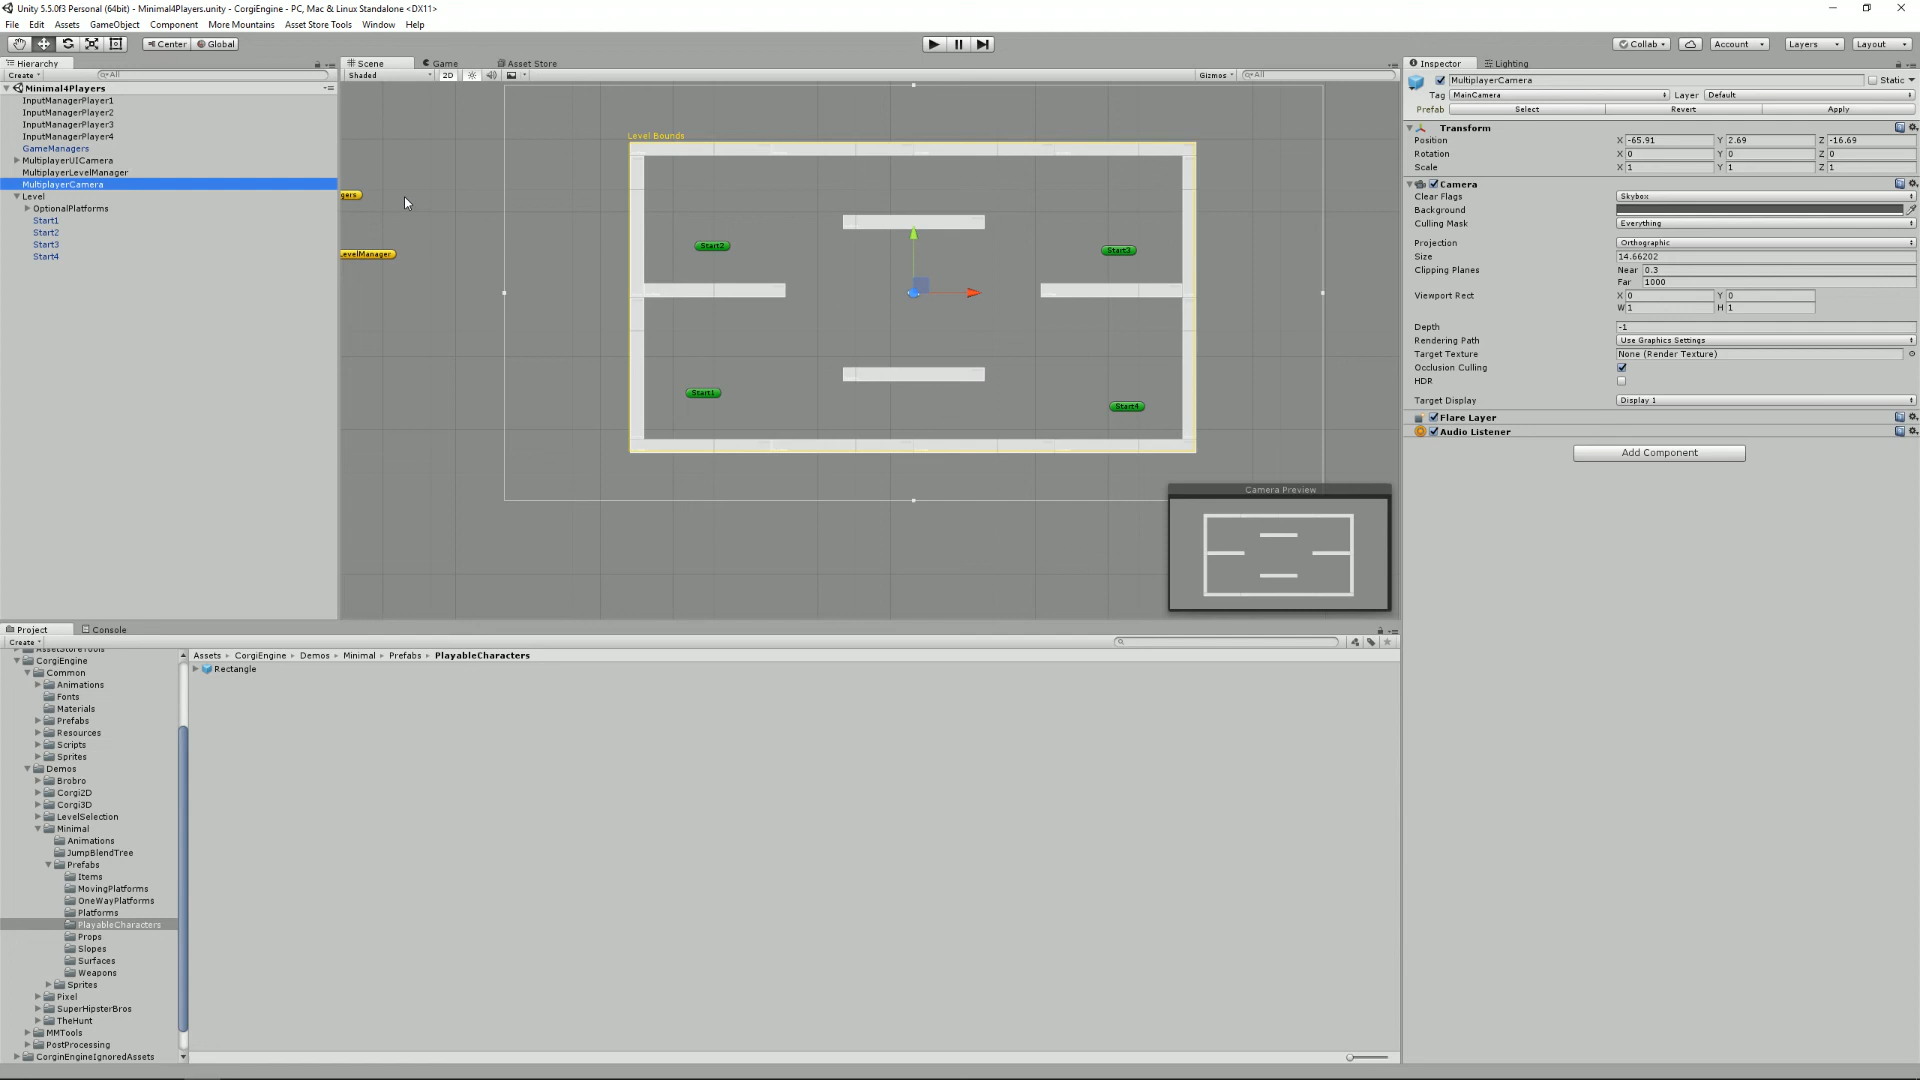 Unity 5.5.0f3 Personal (64bit) - Minimal4Players.unity - CorgiEngine - PC, Mac & Linux Standalone <DX11>
File Edit Assets GameObject Component More Mountains Asset Store Tools Window Help
Center Global Collab Account Layers Layout
Hierarchy Scene Game Asset Store Inspector Lighting
Create All Shaded 2D Gizmos All
MultiplayerCamera Static
Minimal4Players
Tag MainCamera Layer Default
InputManagerPlayer1
Prefab Select Revert Apply
InputManagerPlayer2
InputManagerPlayer3
InputManagerPlayer4
GameManagers
MultiplayerUICamera
MultiplayerLevelManager
MultiplayerCamera
Level
OptionalPlatforms
Start1
Start2
Start3
Start4
Level Bounds
gers
LevelManager
Start2
Start3
Start1
Start4
Camera Preview
Transform
Position X -65.91 Y 2.69 Z -16.69
Rotation X 0 Y 0 Z 0
Scale X 1 Y 1 Z 1
Camera
Clear Flags Skybox
Background
Culling Mask Everything
Projection Orthographic
Size 14.66202
Clipping Planes Near 0.3
Far 1000
Viewport Rect X 0 Y 0
W 1 H 1
Depth -1
Rendering Path Use Graphics Settings
Target Texture None (Render Texture)
Occlusion Culling
HDR
Target Display Display 1
Flare Layer
Audio Listener
Add Component
Project Console
Create
AssetStoreTools
CorgiEngine
Common
Animations
Fonts
Materials
Prefabs
Resources
Scripts
Sprites
Demos
Brobro
Corgi2D
Corgi3D
LevelSelection
Minimal
Animations
JumpBlendTree
Prefabs
Items
MovingPlatforms
OneWayPlatforms
Platforms
PlayableCharacters
Props
Slopes
Surfaces
Weapons
Sprites
Pixel
SuperHipsterBros
TheHunt
MMTools
PostProcessing
CorginEngineIgnoredAssets
Assets CorgiEngine Demos Minimal Prefabs PlayableCharacters
Rectangle